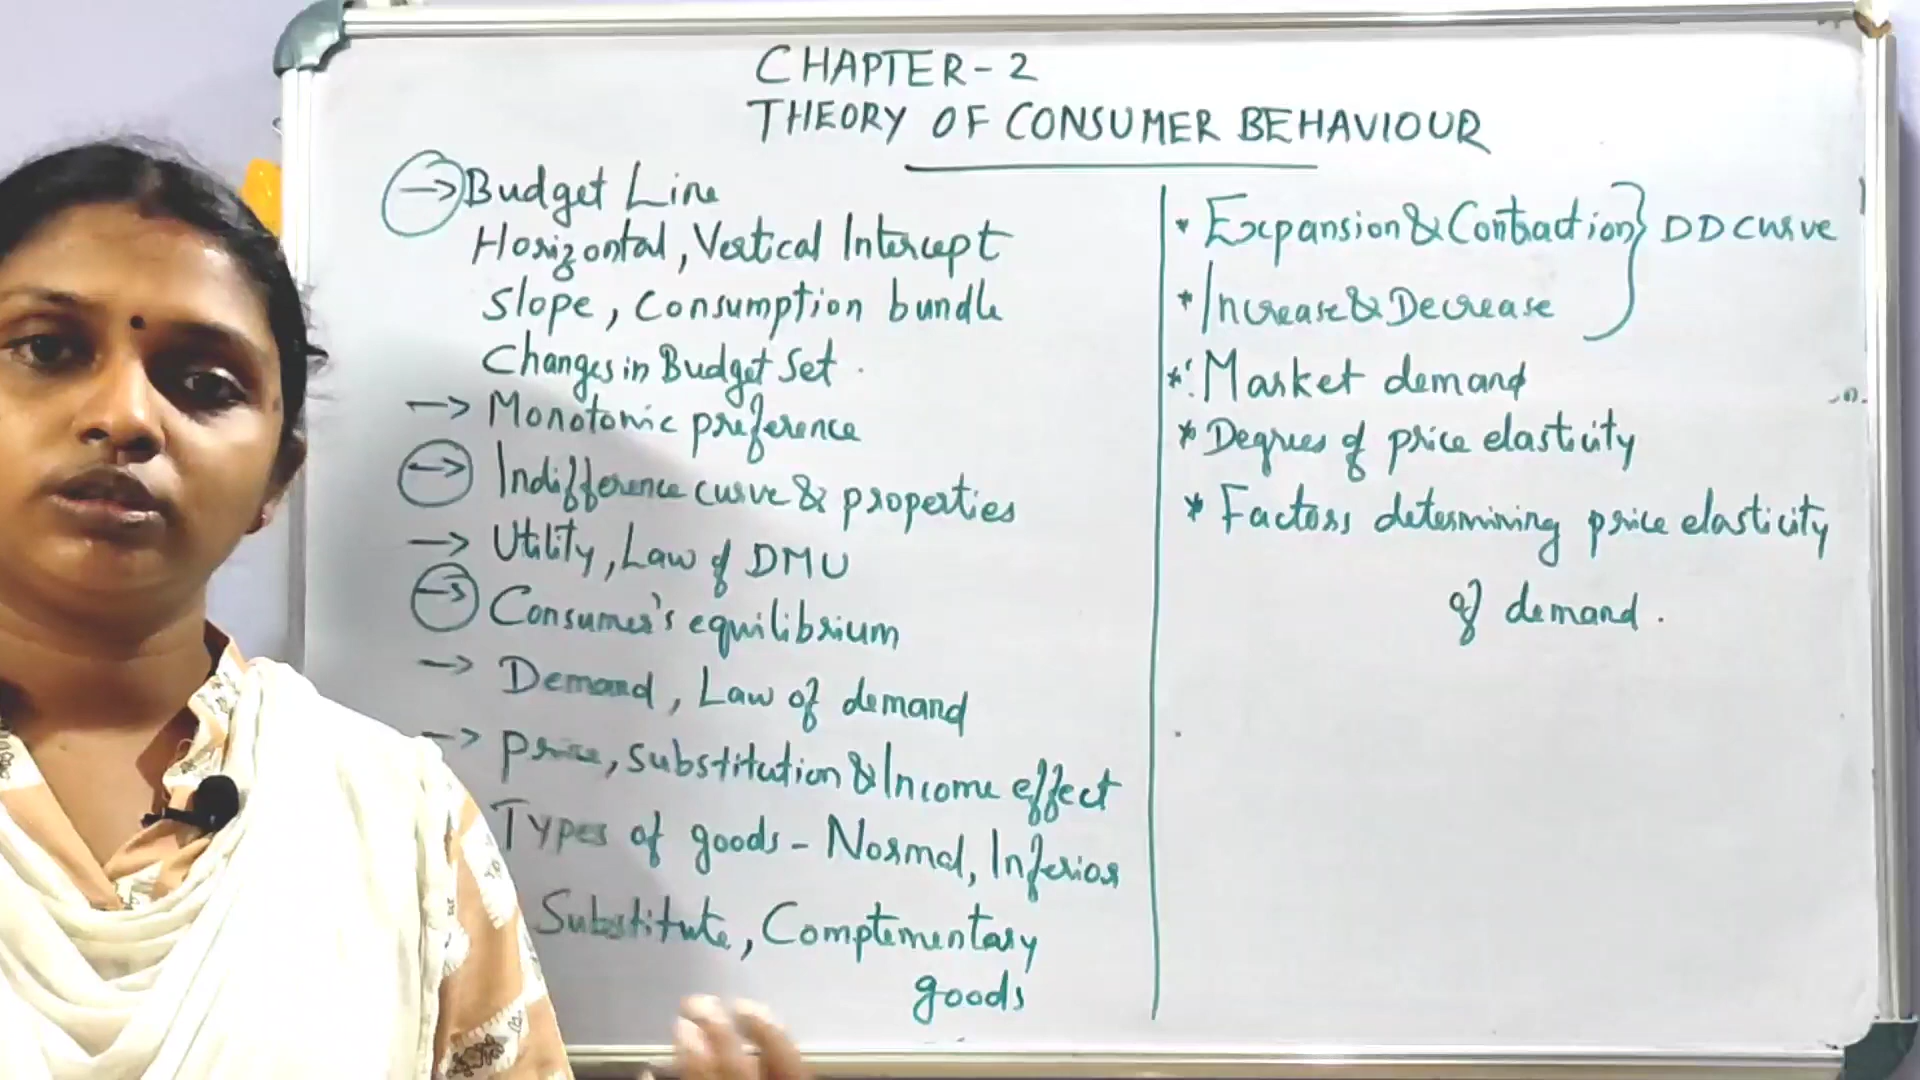 CHAPTER-2
THEORY OF CONSUMER BEHAVIOUR
→ Budget Line
Horizontal, Vertical Intercept
Slope, Consumption bundle
Changes in Budget Set.
→ Monotonic preference
→ Indifference curve & properties
→ Utility, Law of DMU
→ Consumer's equilibrium
→ Demand, Law of demand
→ Price, substitution & Income effect
Types of goods - Normal, Inferior
Substitute, Complementary
goods
* Expansion & Contraction } DD curve
* Increase & Decrease
* Market demand
* Degrees of price elasticity
* Factors determining price elasticity
of demand.